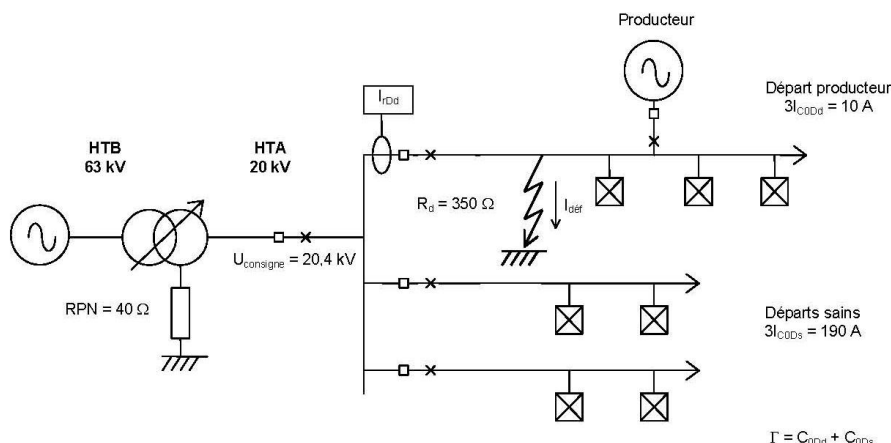 Producteur
I_rDd
Départ producteur
3I_C0Dd = 10 A
HTB
63 kV
HTA
20 kV
R_d = 350 Ω
I_déf
U_consigne = 20,4 kV
RPN = 40 Ω
Départs sains
3I_C0Ds = 190 A
Γ = C_0Dd + C_0Ds